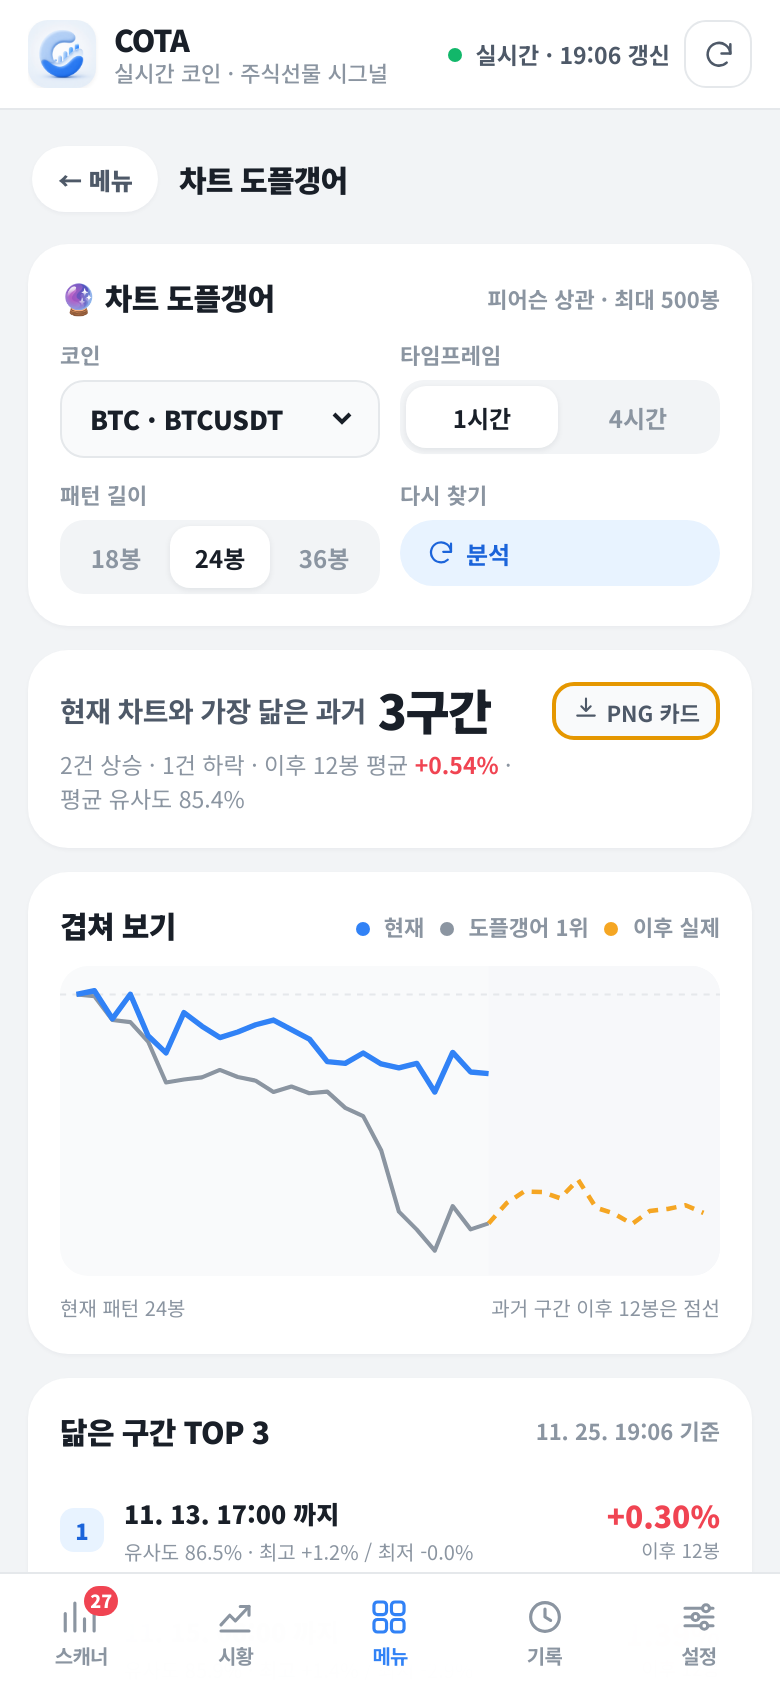 COTA
실시간 코인 · 주식선물 시그널
실시간 · 19:06 갱신
← 메뉴
차트 도플갱어
🔮 차트 도플갱어
피어슨 상관 · 최대 500봉
코인
타임프레임
BTC · BTCUSDT
1시간
4시간
패턴 길이
다시 찾기
18봉
24봉
36봉
분석
현재 차트와 가장 닮은 과거 3구간
PNG 카드
2건 상승 · 1건 하락 · 이후 12봉 평균 +0.54% ·
평균 유사도 85.4%
겹쳐 보기
현재
도플갱어 1위
이후 실제
현재 패턴 24봉
과거 구간 이후 12봉은 점선
닮은 구간 TOP 3
11. 25. 19:06 기준
1
11. 13. 17:00 까지
+0.30%
유사도 86.5% · 최고 +1.2% / 최저 -0.0%
이후 12봉
27
스캐너
시황
메뉴
기록
설정